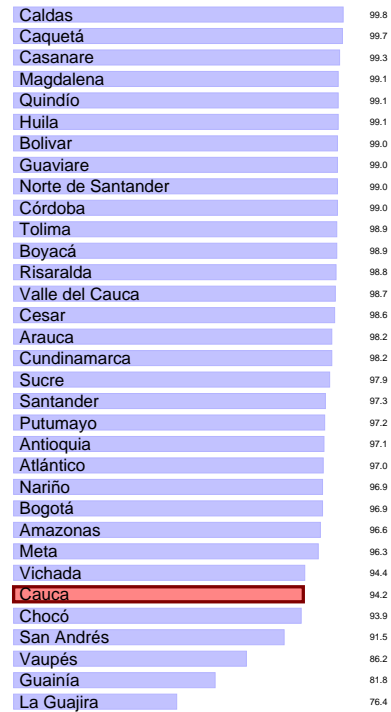 Caldas 99.8
Caquetá 99.7
Casanare 99.3
Magdalena 99.1
Quindío 99.1
Huila 99.1
Bolivar 99.0
Guaviare 99.0
Norte de Santander 99.0
Córdoba 99.0
Tolima 98.9
Boyacá 98.9
Risaralda 98.8
Valle del Cauca 98.7
Cesar 98.6
Arauca 98.2
Cundinamarca 98.2
Sucre 97.9
Santander 97.3
Putumayo 97.2
Antioquia 97.1
Atlántico 97.0
Nariño 96.9
Bogotá 96.9
Amazonas 96.6
Meta 96.3
Vichada 94.4
Cauca 94.2
Chocó 93.9
San Andrés 91.5
Vaupés 86.2
Guainía 81.8
La Guajira 76.4